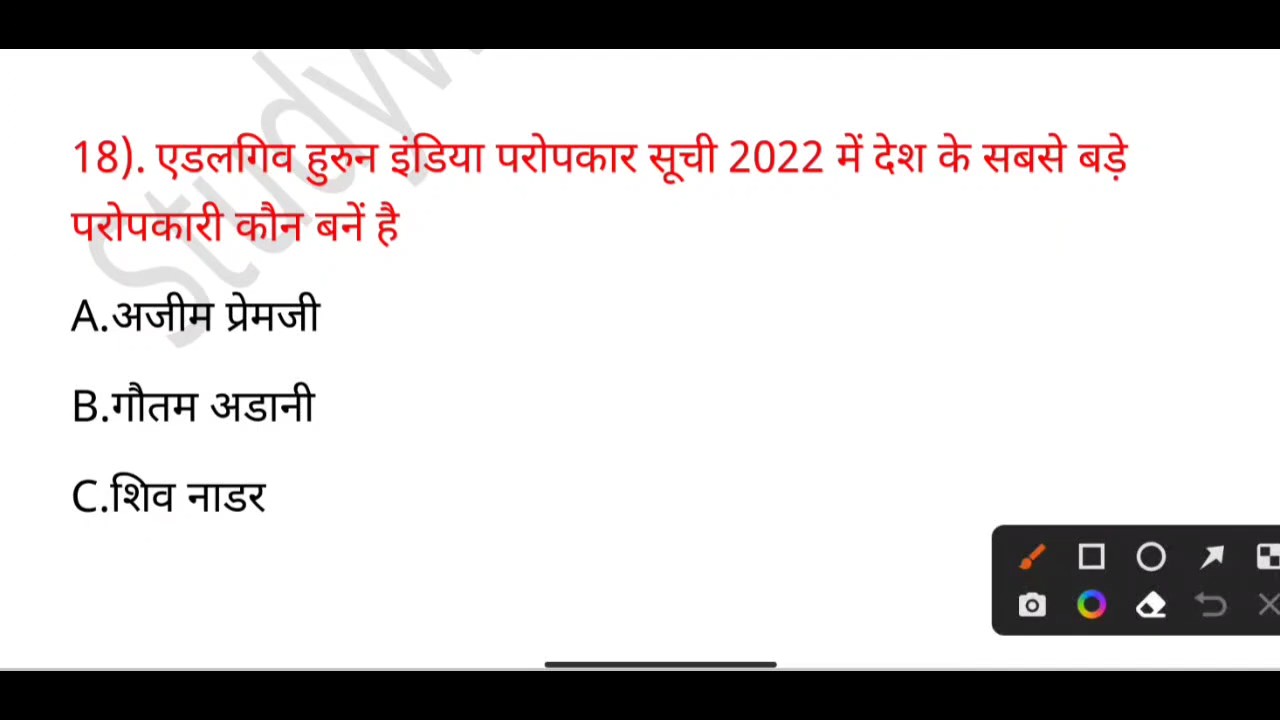 18). एडलगिव हुरुन इंडिया परोपकार सूची 2022 में देश के सबसे बड़े
परोपकारी कौन बनें है
A.अजीम प्रेमजी
B.गौतम अडानी
C.शिव नाडर